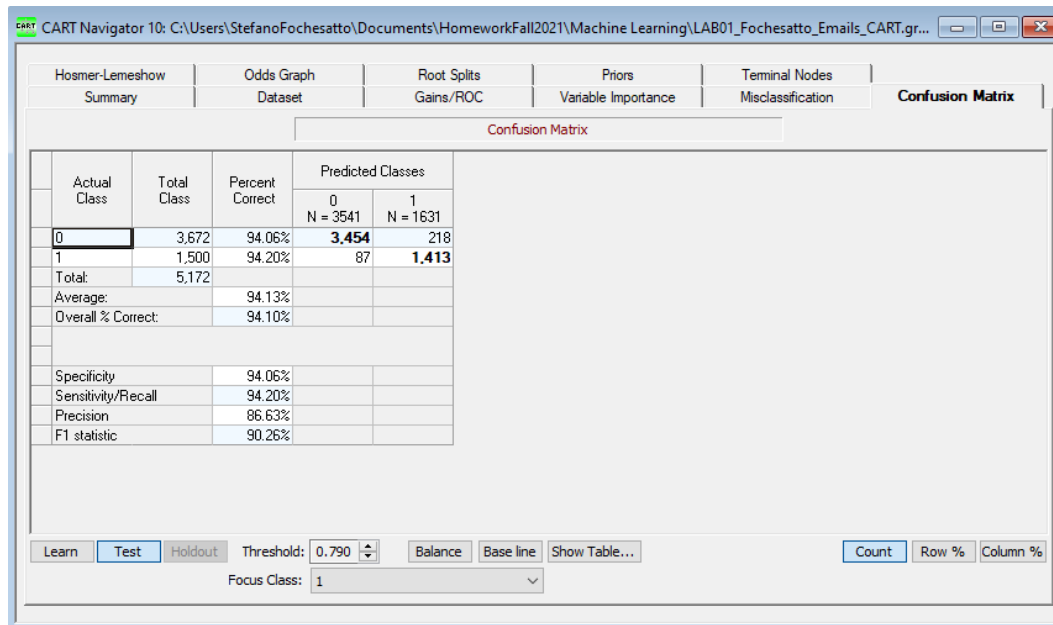 CART Navigator 10: C:\Users\StefanoFochesatto\Documents\HomeworkFall2021\Machine Learning\LAB01_Fochesatto_Emails_CART.gr...
Hosmer-Lemeshow Odds Graph Root Splits Priors Terminal Nodes
Summary Dataset Gains/ROC Variable Importance Misclassification Confusion Matrix
Confusion Matrix
Actual Class Total Class Percent Correct Predicted Classes
0 N = 3541 1 N = 1631
0 3,672 94.06% 3,454 218
1 1,500 94.20% 87 1,413
Total: 5,172
Average: 94.13%
Overall % Correct: 94.10%
Specificity 94.06%
Sensitivity/Recall 94.20%
Precision 86.63%
F1 statistic 90.26%
Learn Test Holdout Threshold: 0.790 Balance Base line Show Table... Count Row % Column %
Focus Class: 1